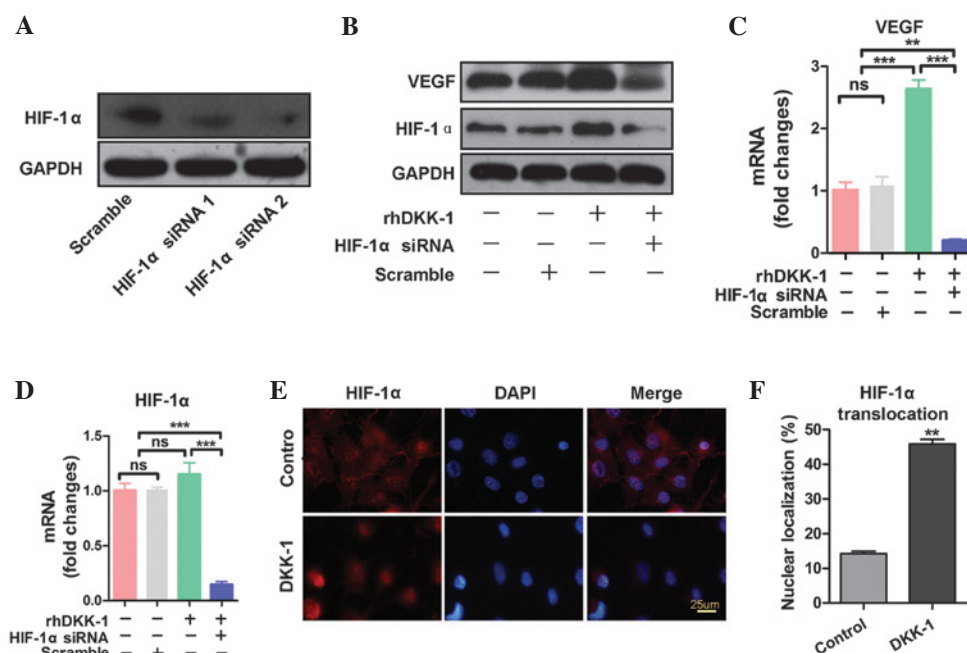 A
HIF-1α
GAPDH
Scramble
HIF-1α siRNA 1
HIF-1α siRNA 2
B
VEGF
HIF-1α
GAPDH
rhDKK-1 − − + +
HIF-1α siRNA − − − +
Scramble − + − −
C
VEGF
**
*** ***
ns
mRNA
(fold changes)
3
2
1
0
rhDKK-1 − − + +
HIF-1α siRNA − − − +
Scramble − + − −
D
HIF-1α
***
ns ***
ns
mRNA
(fold changes)
1.5
1.0
0.5
0.0
rhDKK-1 − − + +
HIF-1α siRNA − − − +
Scramble − + − −
E
HIF-1α DAPI Merge
Contro
DKK-1
25um
F
HIF-1α
translocation
**
Nuclear localization (%)
50
40
30
20
10
0
Control
DKK-1